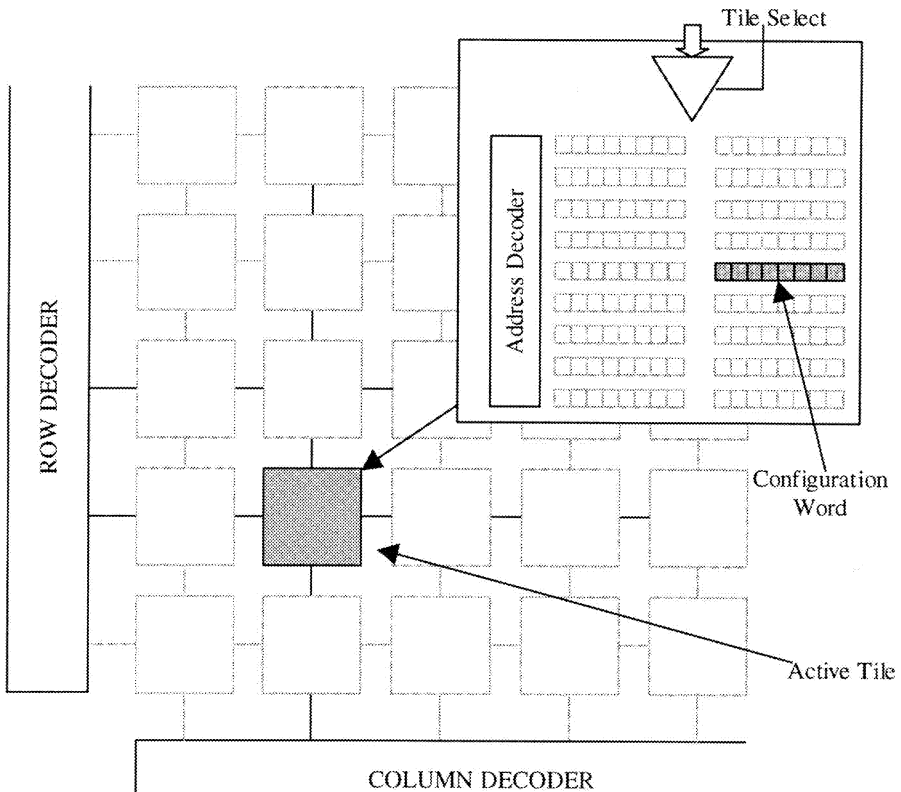 Tile Select
Address Decoder
ROW DECODER
Configuration
Word
Active Tile
COLUMN DECODER